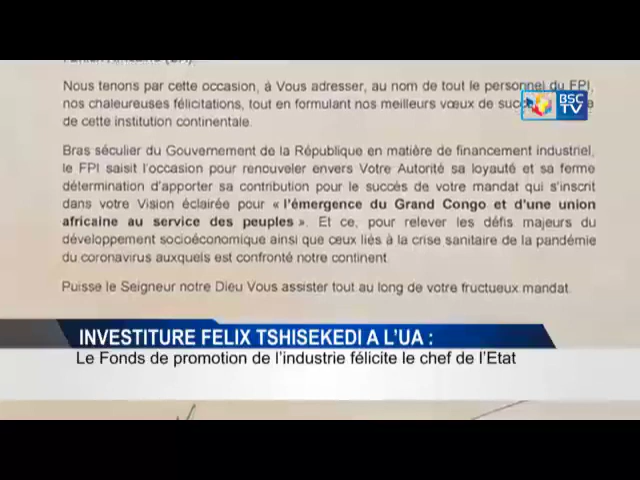 Nous tenons par cette occasion, à Vous adresser, au nom de tout le personnel du FPI,
nos chaleureuses félicitations, tout en formulant nos meilleurs vœux de
de cette institution continentale.
Bras séculier du Gouvernement de la République en matière de financement industriel,
le FPI saisit l'occasion pour renouveler envers Votre Autorité sa loyauté et sa ferme
détermination d'apporter sa contribution pour le succès de votre mandat qui s'inscrit
dans votre Vision éclairée pour « l'émergence du Grand Congo et d'une union
africaine au service des peuples ». Et ce, pour relever les défis majeurs du
développement socioéconomique ainsi que ceux liés à la crise sanitaire de la pandémie
du coronavirus auxquels est confronté notre continent.
Puisse le Seigneur notre Dieu Vous assister tout au long de votre fructueux mandat.
BSC
TV
INVESTITURE FELIX TSHISEKEDI A L'UA :
Le Fonds de promotion de l'industrie félicite le chef de l'Etat